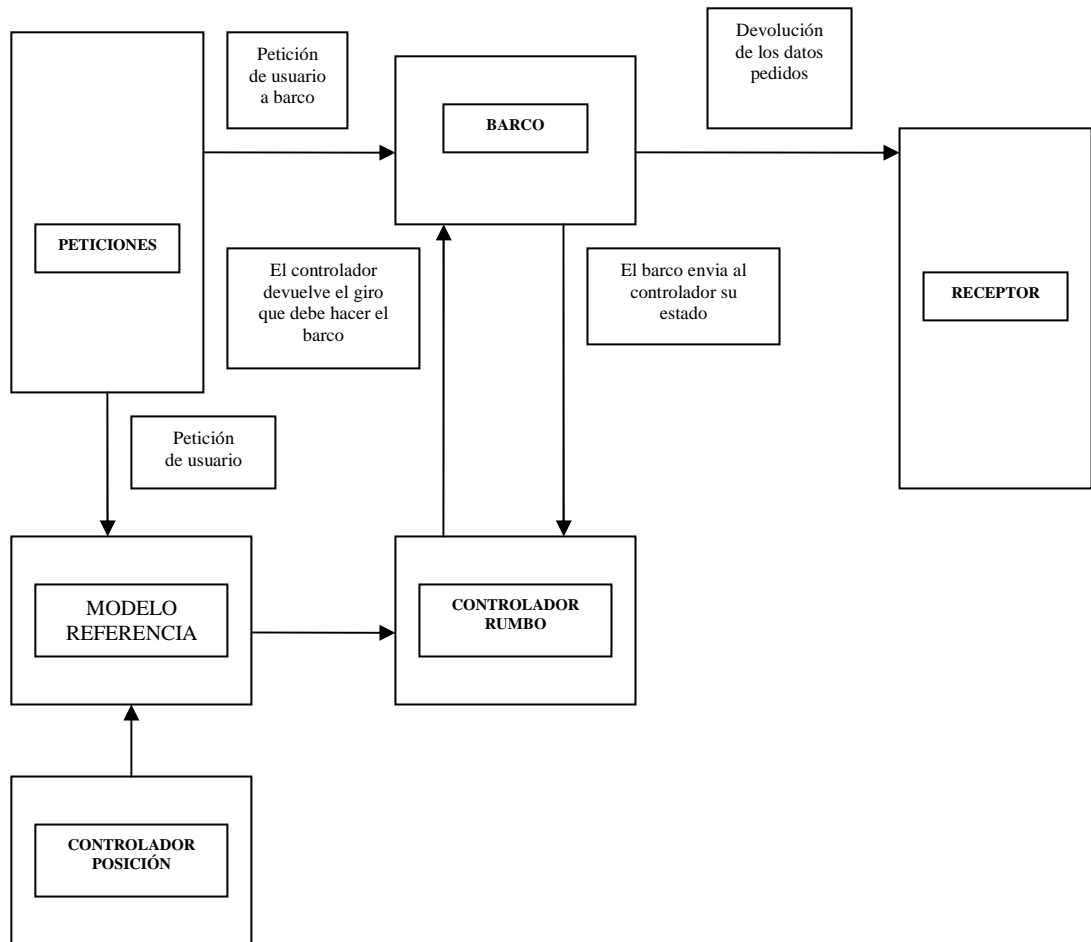 Petición
de usuario
a barco
BARCO
Devolución
de los datos
pedidos
PETICIONES
El controlador
devuelve el giro
que debe hacer el
barco
El barco envia al
controlador su
estado
RECEPTOR
Petición
de usuario
MODELO
REFERENCIA
CONTROLADOR
RUMBO
CONTROLADOR
POSICIÓN